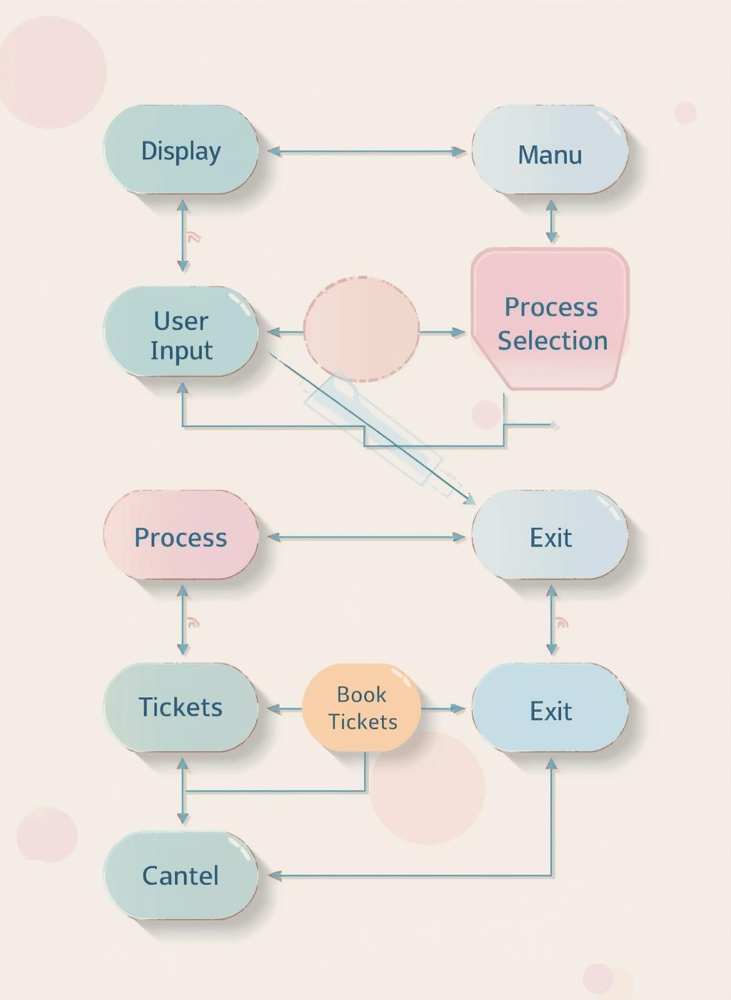 Display
Manu
User
Input
Process
Selection
Process
Exit
Tickets
Book
Tickets
Exit
Cantel